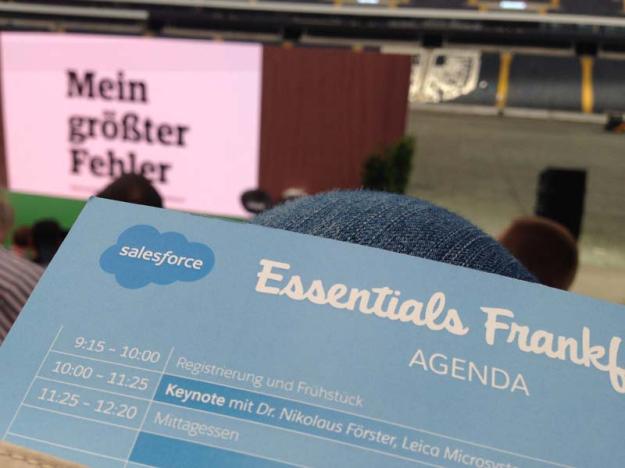 Mein
größter
Fehler
salesforce
Essentials Frankf
AGENDA
9:15 – 10:00 Registrierung und Frühstück
10:00 – 11:25 Keynote mit Dr. Nikolaus Förster, Leica Microsys
11:25 – 12:20 Mittagessen